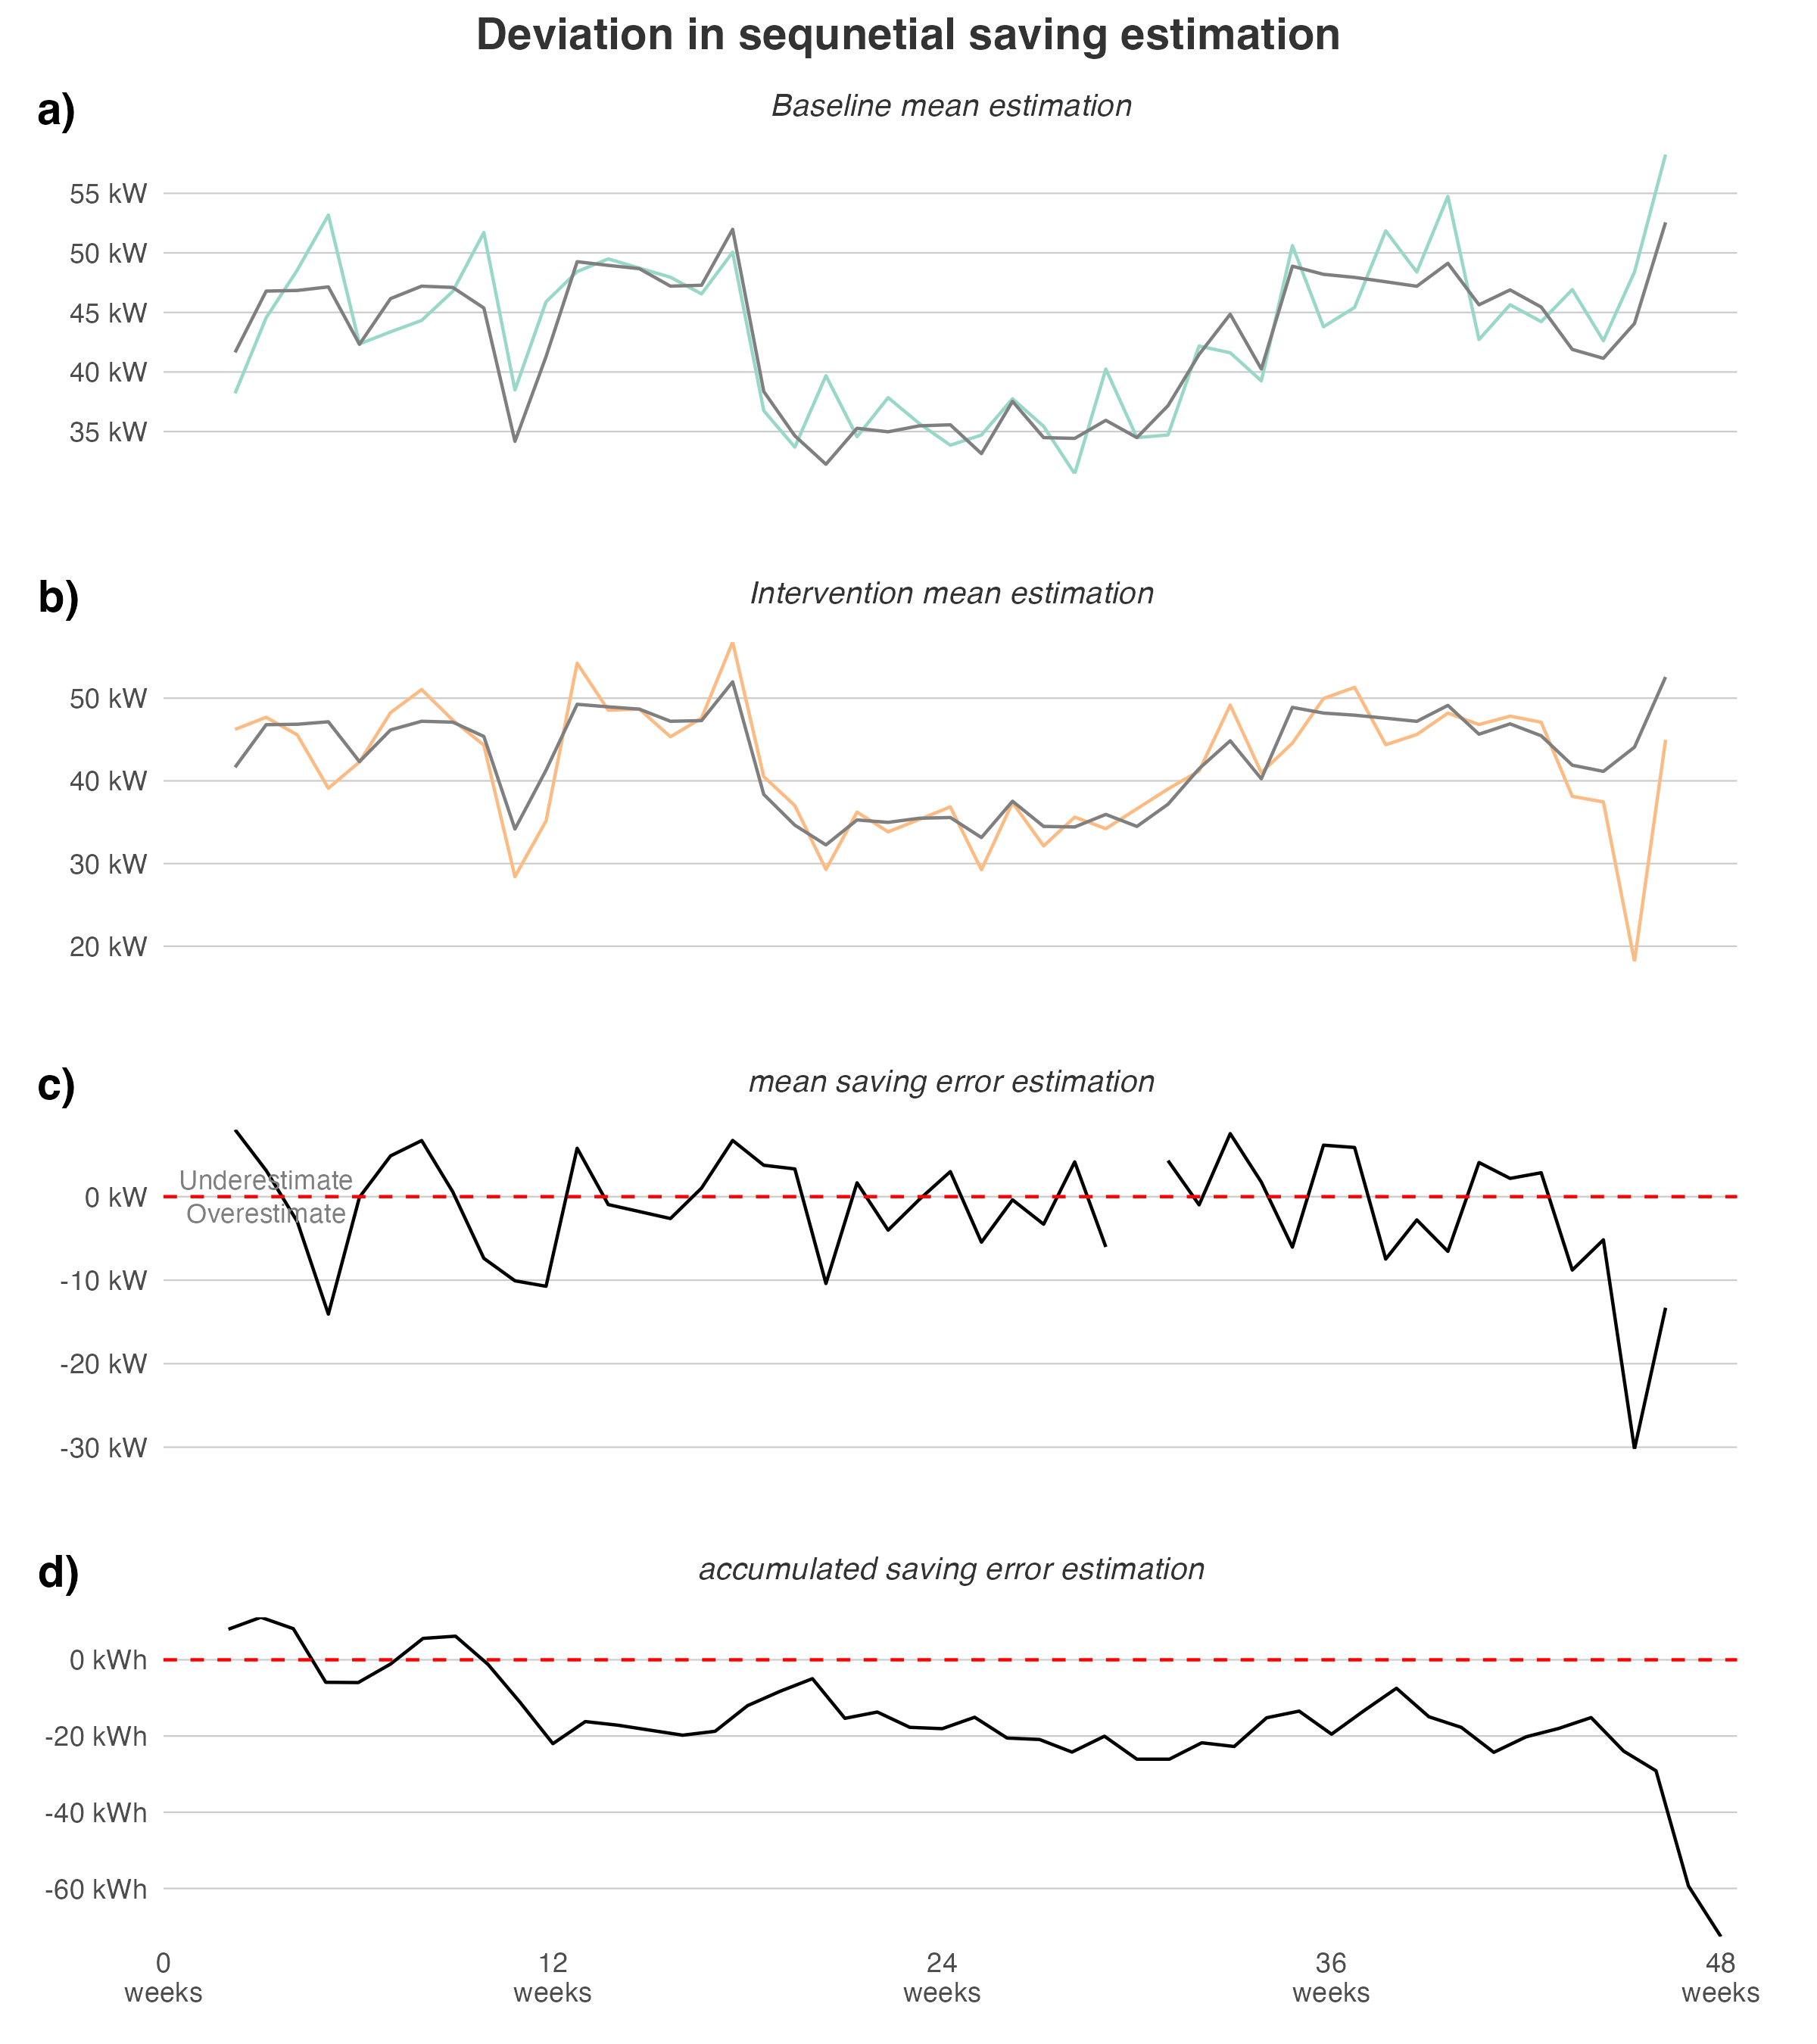 Deviation in sequnetial saving estimation
a)
Baseline mean estimation
55 kW
50 kW
45 kW
40 kW
35 kW
b)
Intervention mean estimation
50 kW
40 kW
30 kW
20 kW
c)
mean saving error estimation
Underestimate
0 kW
Overestimate
-10 kW
-20 kW
-30 kW
d)
accumulated saving error estimation
0 kWh
-20 kWh
-40 kWh
-60 kWh
0 12 24 36 48
weeks weeks weeks weeks weeks